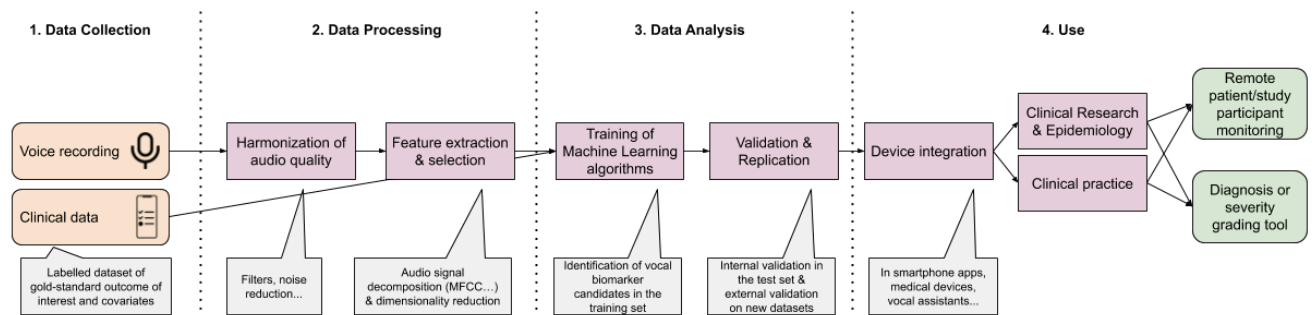 1. Data Collection
2. Data Processing
3. Data Analysis
4. Use
Voice recording
Clinical data
Labelled dataset of
gold-standard outcome of
interest and covariates
Harmonization of
audio quality
Filters, noise
reduction...
Feature extraction
& selection
Audio signal
decomposition (MFCC...)
& dimensionality reduction
Training of
Machine Learning
algorithms
Identification of vocal
biomarker
candidates in the
training set
Validation &
Replication
Internal validation in
the test set &
external validation
on new datasets
Device integration
In smartphone apps,
medical devices,
vocal assistants...
Clinical Research
& Epidemiology
Clinical practice
Remote
patient/study
participant
monitoring
Diagnosis or
severity
grading tool